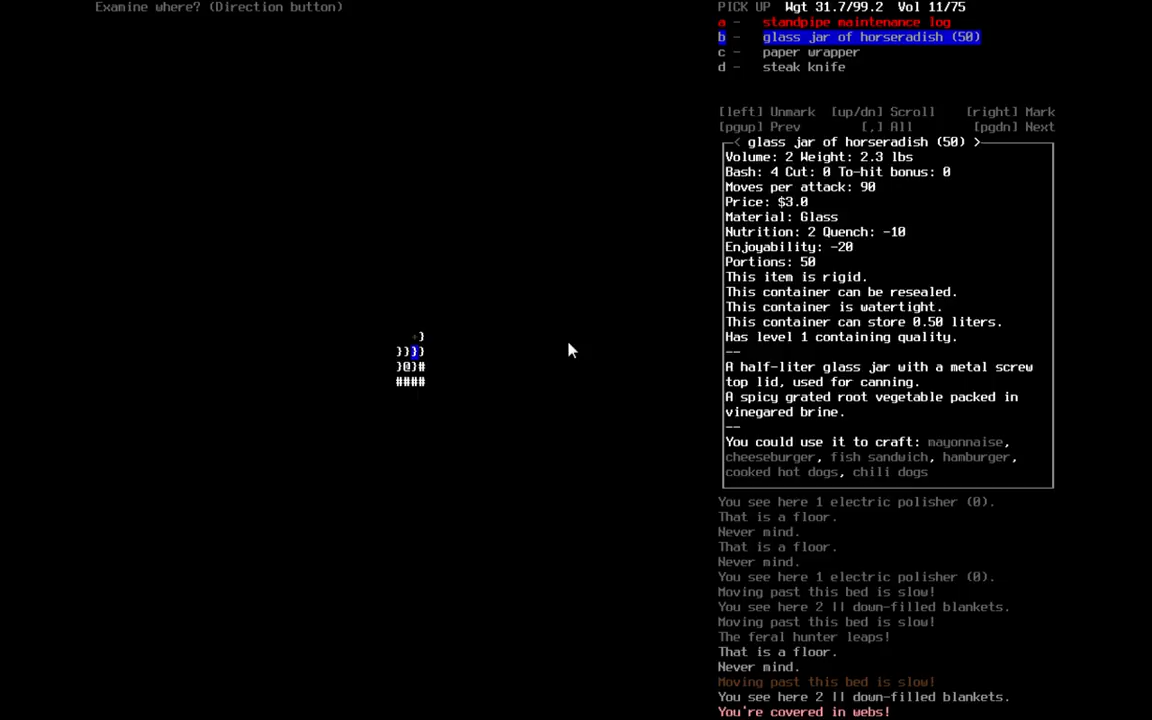 Examine where? (Direction button)
PICK UP  Wgt 31.7/99.2  Vol 11/75
a -  standpipe maintenance log
b -  glass jar of horseradish (50)
c -  paper wrapper
d -  steak knife
[left] Unmark  [up/dn] Scroll  [right] Mark
[pgup] Prev  [,] All  [pgdn] Next
< glass jar of horseradish (50) >
Volume: 2 Weight: 2.3 lbs
Bash: 4 Cut: 0 To-hit bonus: 0
Moves per attack: 90
Price: $3.0
Material: Glass
Nutrition: 2 Quench: -10
Enjoyability: -20
Portions: 50
This item is rigid.
This container can be resealed.
This container is watertight.
This container can store 0.50 liters.
Has level 1 containing quality.
--
A half-liter glass jar with a metal screw
top lid, used for canning.
A spicy grated root vegetable packed in
vinegared brine.
--
You could use it to craft: mayonnaise,
cheeseburger, fish sandwich, hamburger,
cooked hot dogs, chili dogs
}
}}}}
}@}#
####
You see here 1 electric polisher (0).
That is a floor.
Never mind.
That is a floor.
Never mind.
You see here 1 electric polisher (0).
Moving past this bed is slow!
You see here 2 || down-filled blankets.
Moving past this bed is slow!
The feral hunter leaps!
That is a floor.
Never mind.
Moving past this bed is slow!
You see here 2 || down-filled blankets.
You're covered in webs!